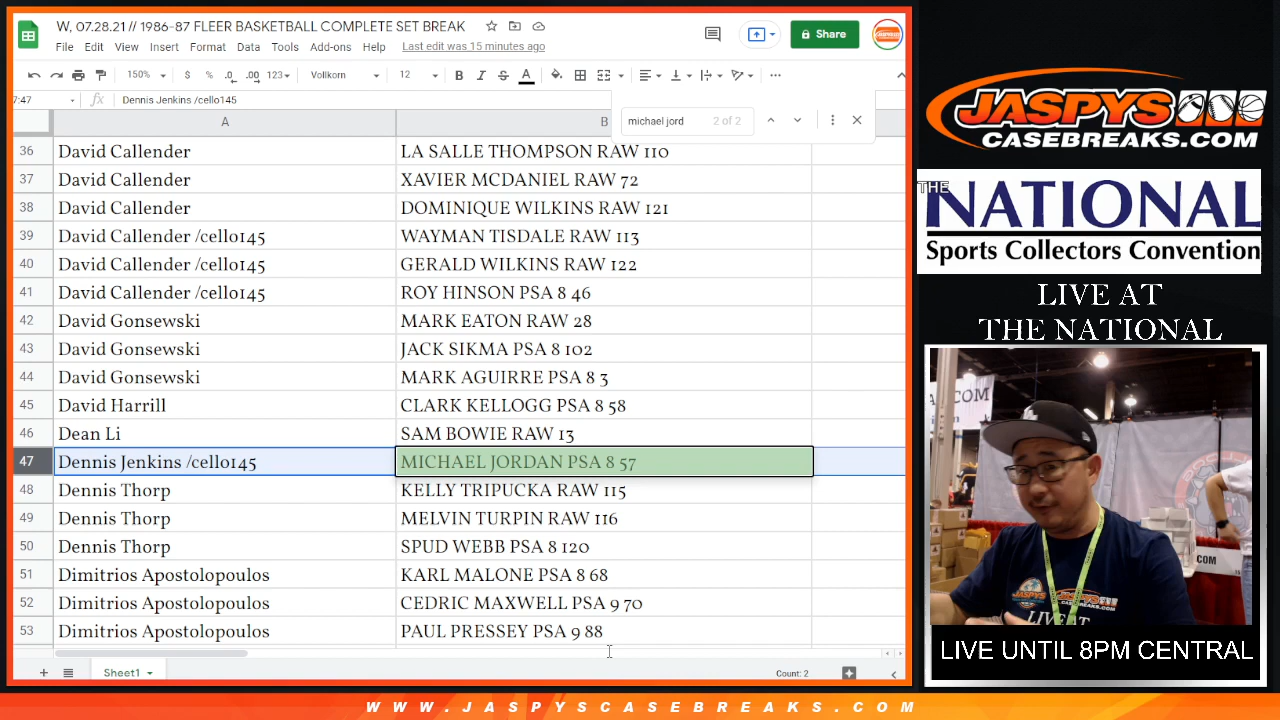 W, 07.28.21 // 1986-87 FLEER BASKETBALL COMPLETE SET BREAK
File Edit View Insert Format Data Tools Add-ons Help Last edit was 15 minutes ago
Share
150% $ % .0 .00 123 Vollkorn 12 B I S A
7:47 fx Dennis Jenkins /cello145
michael jord 2 of 2
A B
36 David Callender LA SALLE THOMPSON RAW 110
37 David Callender XAVIER MCDANIEL RAW 72
38 David Callender DOMINIQUE WILKINS RAW 121
39 David Callender /cello145 WAYMAN TISDALE RAW 113
40 David Callender /cello145 GERALD WILKINS RAW 122
41 David Callender /cello145 ROY HINSON PSA 8 46
42 David Gonsewski MARK EATON RAW 28
43 David Gonsewski JACK SIKMA PSA 8 102
44 David Gonsewski MARK AGUIRRE PSA 8 3
45 David Harrill CLARK KELLOGG PSA 8 58
46 Dean Li SAM BOWIE RAW 13
47 Dennis Jenkins /cello145 MICHAEL JORDAN PSA 8 57
48 Dennis Thorp KELLY TRIPUCKA RAW 115
49 Dennis Thorp MELVIN TURPIN RAW 116
50 Dennis Thorp SPUD WEBB PSA 8 120
51 Dimitrios Apostolopoulos KARL MALONE PSA 8 68
52 Dimitrios Apostolopoulos CEDRIC MAXWELL PSA 9 70
53 Dimitrios Apostolopoulos PAUL PRESSEY PSA 9 88
Sheet1 Count: 2
JASPYS
CASEBREAKS.COM
THE
NATIONAL
Sports Collectors Convention
LIVE AT
THE NATIONAL
.COM
JASPYS
LIVE AT
.COM
LIVE UNTIL 8PM CENTRAL
WWW.JASPYSCASEBREAKS.COM